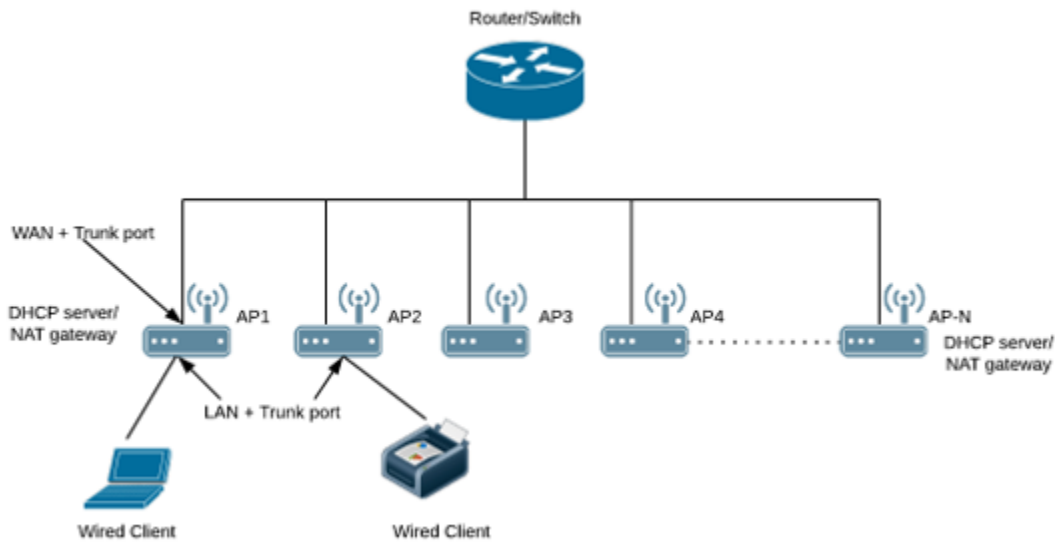 Router/Switch
WAN + Trunk port
DHCP server/
NAT gateway
AP1
AP2
AP3
AP4
AP-N
DHCP server/
NAT gateway
LAN + Trunk port
Wired Client
Wired Client